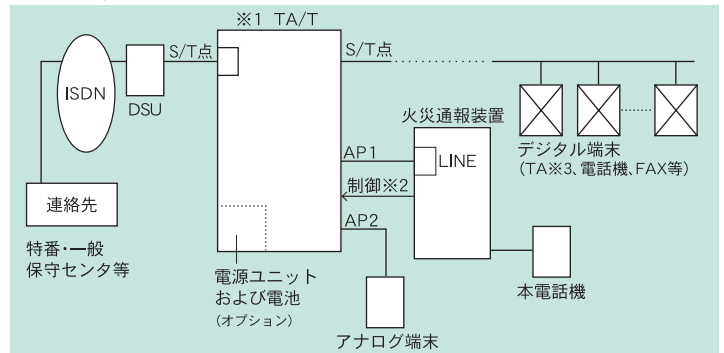 ※1 TA/T
S/T点
S/T点
ISDN
DSU
火災通報装置
デジタル端末
(TA※3、電話機、FAX等)
AP1
LINE
制御※2
連絡先
AP2
特番・一般
保守センタ等
電源ユニット
および電池
(オプション)
本電話機
アナログ端末